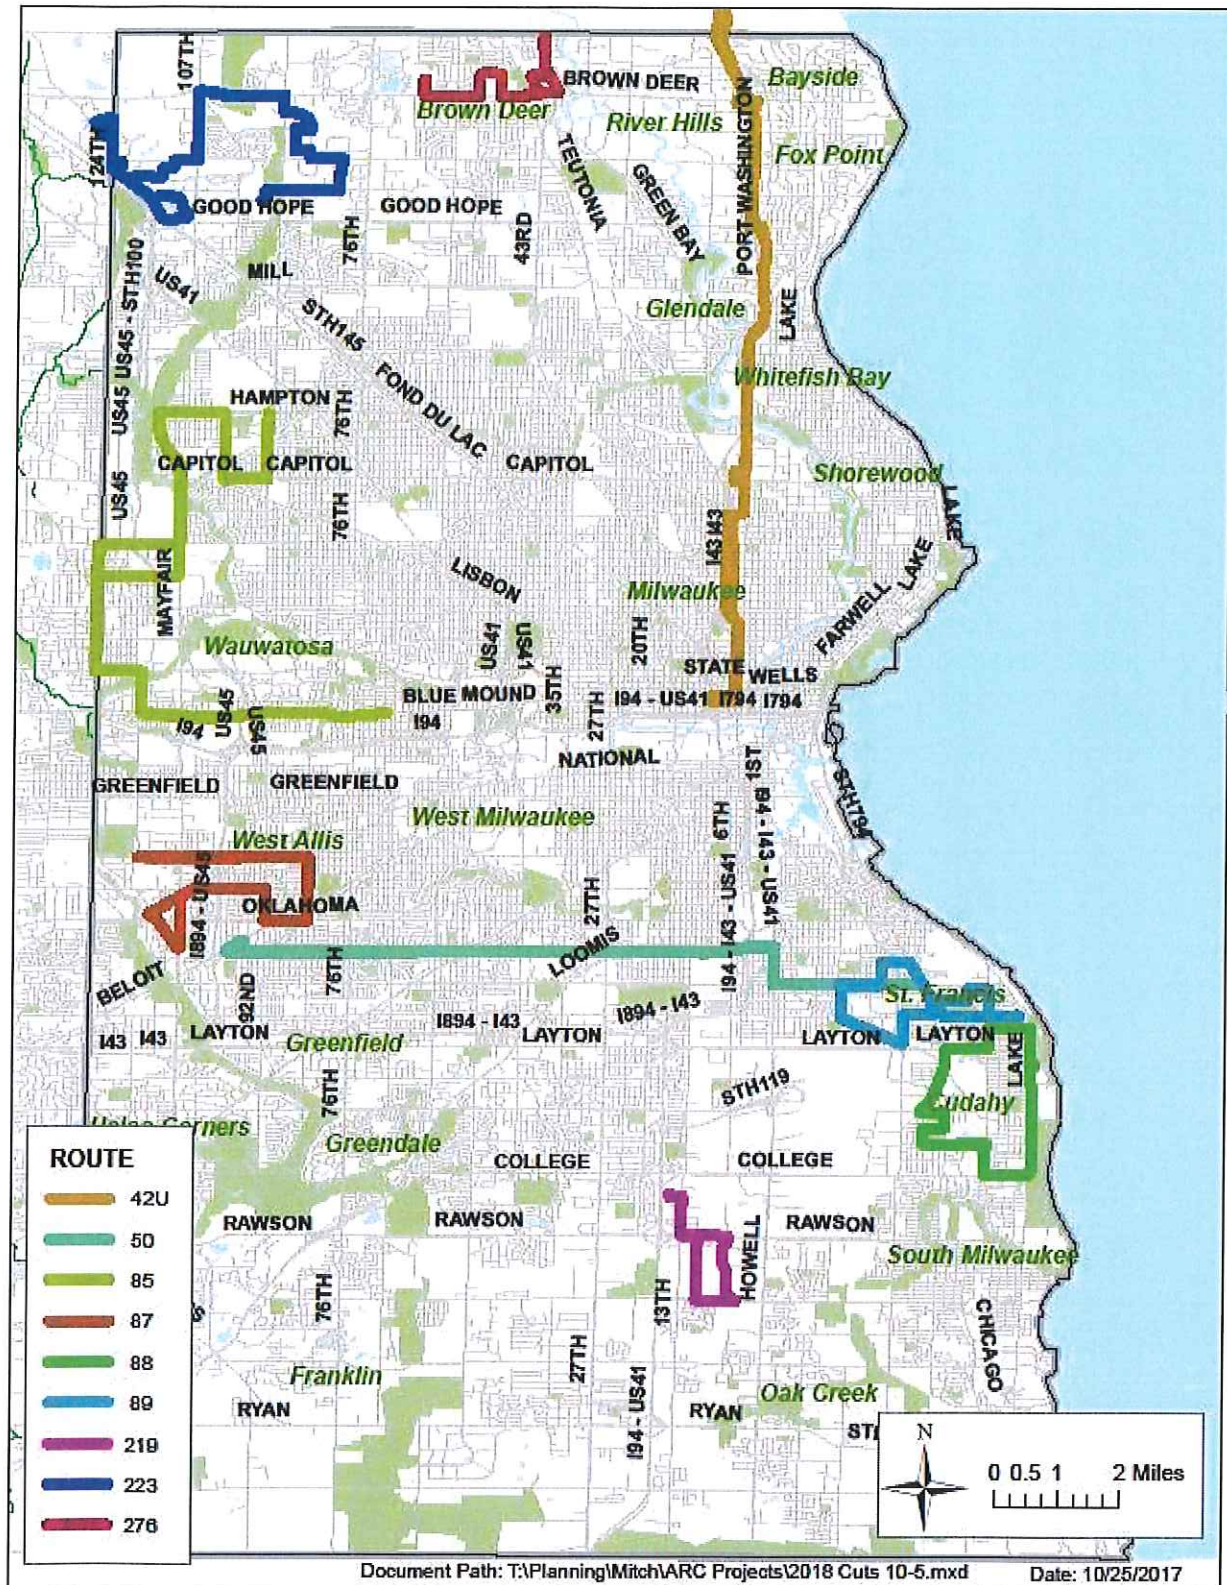 107TH
BROWN DEER
Bayside
Brown Deer
River Hills
PORT WASHINGTON
124TH
TEUTONIA
Fox Point
GREEN BAY
GOOD HOPE
GOOD HOPE
76TH
43RD
MILL
US41
US45 - STH100
STH145
Glendale
LAKE
FOND DU LAC
Whitefish Bay
HAMPTON
76TH
US45
CAPITOL
CAPITOL
CAPITOL
Shorewood
US45
76TH
LAKE
I43
I43
LISBON
MAYFAIR
Milwaukee
LAKE
FARWELL
Wauwatosa
US41
US41
20TH
STATE
WELLS
BLUE MOUND
35TH
I94 - US41
I794
I794
I94
US45
US45
I94
27TH
NATIONAL
1ST
GREENFIELD
GREENFIELD
STH794
West Milwaukee
West Allis
6TH
I94 - I43 - US41
I94 - I43 - US41
I894 - US45
OKLAHOMA
27TH
LOOMIS
BELOIT
92ND
76TH
St. Francis
I43
I43
LAYTON
I894 - I43
LAYTON
I894 - I43
LAYTON
LAYTON
Greenfield
LAKE
76TH
STH119
Cudahy
Greendale
COLLEGE
COLLEGE
RAWSON
RAWSON
RAWSON
HOWELL
South Milwaukee
76TH
13TH
CHICAGO
27TH
Franklin
I94 - US41
Oak Creek
RYAN
RYAN
ROUTE
42U
50
85
87
88
89
219
223
276
N
0 0.5 1 2 Miles
Document Path: T:\Planning\Mitch\ARC Projects\2018 Cuts 10-5.mxd
Date: 10/25/2017